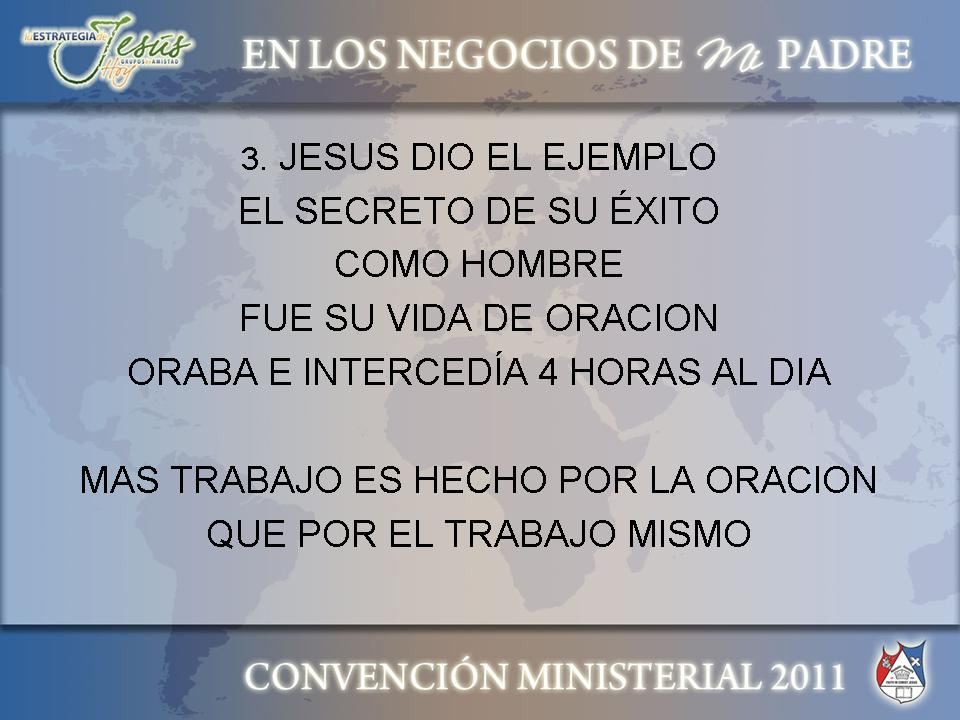 la ESTRATEGIA de
Jesús
GRUPOS de AMISTAD
Hoy
EN LOS NEGOCIOS DE Mi PADRE
3. JESUS DIO EL EJEMPLO
EL SECRETO DE SU ÉXITO
COMO HOMBRE
FUE SU VIDA DE ORACION
ORABA E INTERCEDÍA 4 HORAS AL DIA
MAS TRABAJO ES HECHO POR LA ORACION
QUE POR EL TRABAJO MISMO
CONVENCIÓN MINISTERIAL 2011